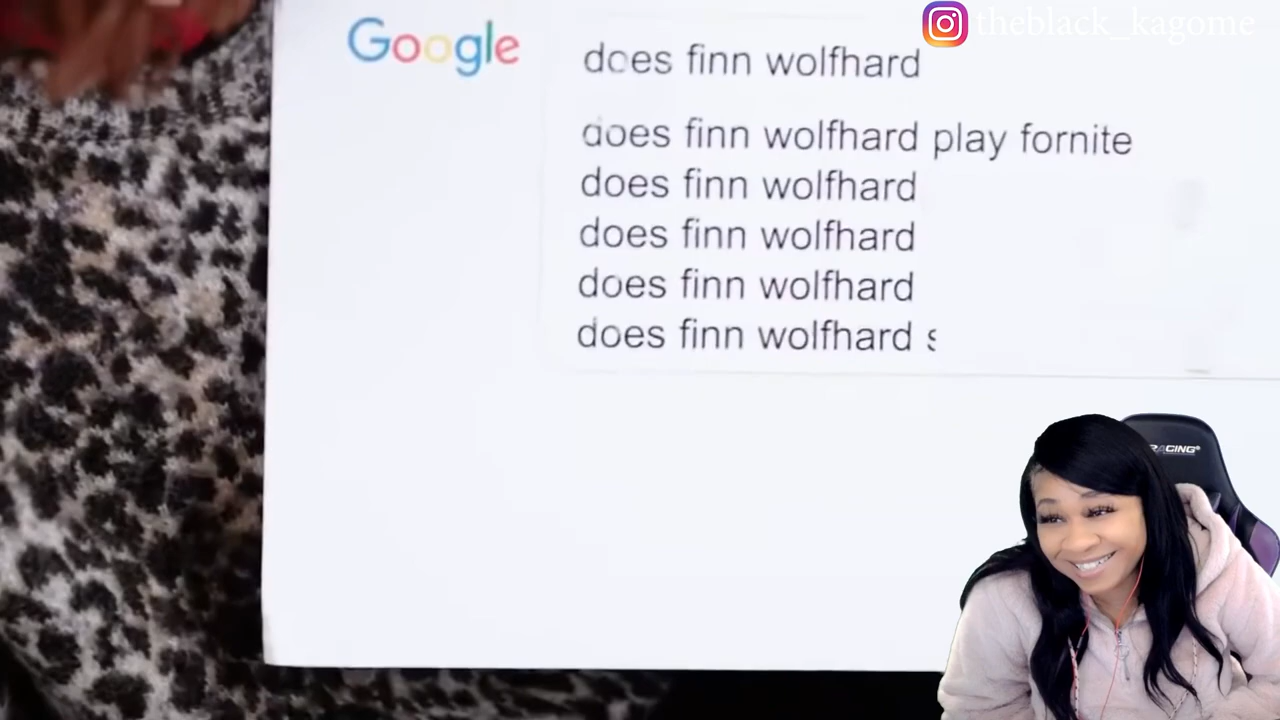 Google
theblack_kagome
does finn wolfhard
does finn wolfhard play fornite
does finn wolfhard
does finn wolfhard
does finn wolfhard
does finn wolfhard s
RACING